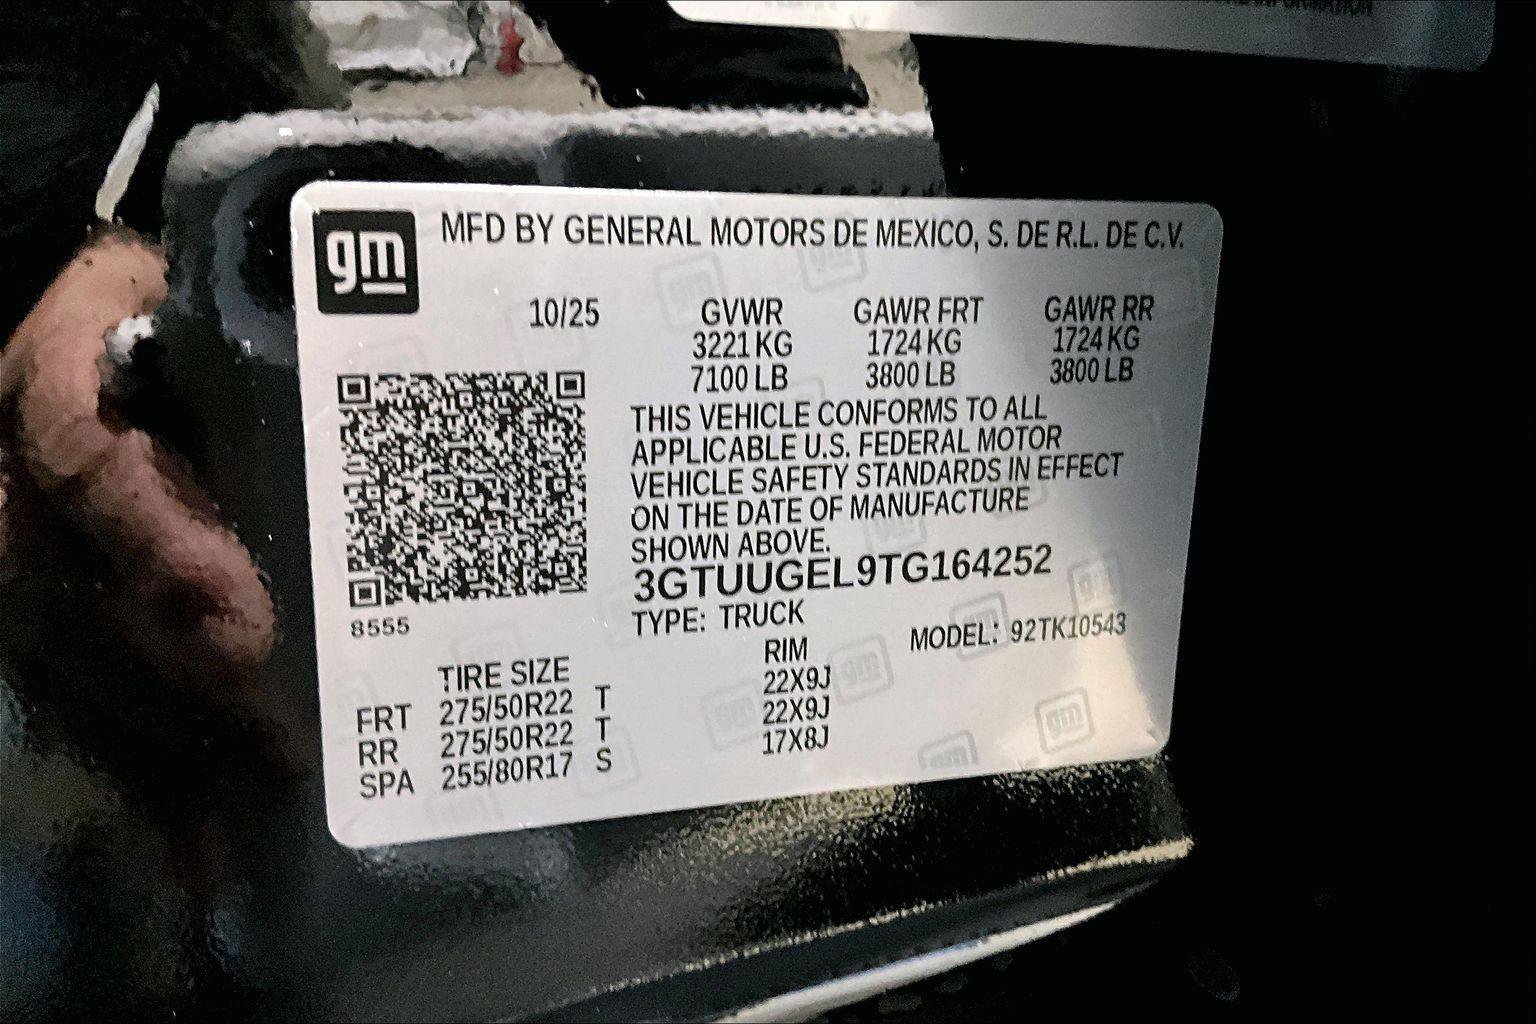 gm
MFD BY GENERAL MOTORS DE MEXICO, S. DE R.L. DE C.V.
10/25 GVWR GAWR FRT GAWR RR
3221 KG 1724 KG 1724 KG
7100 LB 3800 LB 3800 LB
THIS VEHICLE CONFORMS TO ALL
APPLICABLE U.S. FEDERAL MOTOR
VEHICLE SAFETY STANDARDS IN EFFECT
ON THE DATE OF MANUFACTURE
SHOWN ABOVE.
3GTUUGEL9TG164252
8555
TYPE: TRUCK MODEL: 92TK10543
TIRE SIZE RIM
FRT 275/50R22 T 22X9J
RR 275/50R22 T 22X9J
SPA 255/80R17 S 17X8J